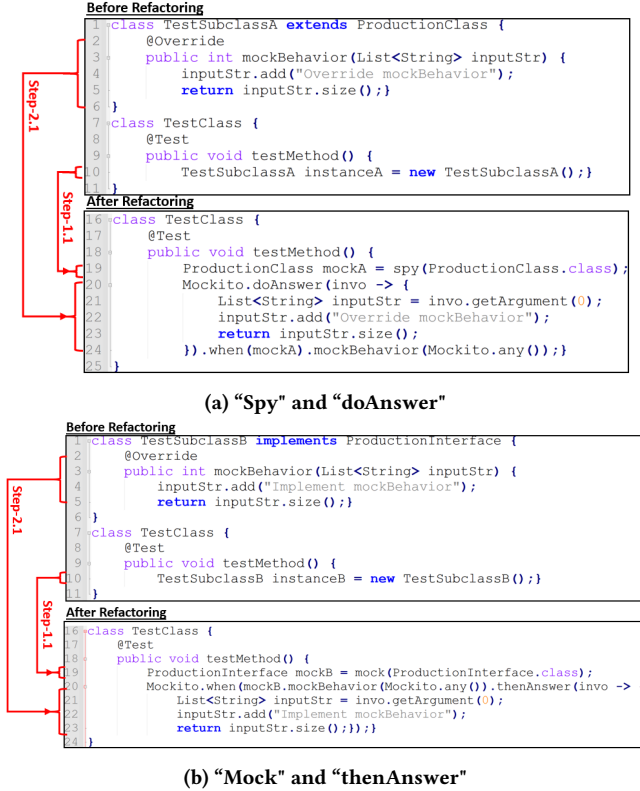 Before Refactoring
1 class TestSubclassA extends ProductionClass {
2 @Override
3 public int mockBehavior(List<String> inputStr) {
4 inputStr.add("Override mockBehavior");
5 return inputStr.size();}
6 }
7 class TestClass {
8 @Test
9 public void testMethod() {
10 TestSubclassA instanceA = new TestSubclassA();}
11 }
Step-2.1
Step-1.1
After Refactoring
16 class TestClass {
17 @Test
18 public void testMethod() {
19 ProductionClass mockA = spy(ProductionClass.class);
20 Mockito.doAnswer(invo -> {
21 List<String> inputStr = invo.getArgument(0);
22 inputStr.add("Override mockBehavior");
23 return inputStr.size();
24 }).when(mockA).mockBehavior(Mockito.any());}
25 }
(a) “Spy" and “doAnswer"
Before Refactoring
1 class TestSubclassB implements ProductionInterface {
2 @Override
3 public int mockBehavior(List<String> inputStr) {
4 inputStr.add("Implement mockBehavior");
5 return inputStr.size();}
6 }
7 class TestClass {
8 @Test
9 public void testMethod() {
10 TestSubclassB instanceB = new TestSubclassB();}
11 }
Step-2.1
Step-1.1
After Refactoring
16 class TestClass {
17 @Test
18 public void testMethod() {
19 ProductionInterface mockB = mock(ProductionInterface.class);
20 Mockito.when(mockB.mockBehavior(Mockito.any()).thenAnswer(invo ->
21 List<String> inputStr = invo.getArgument(0);
22 inputStr.add("Implement mockBehavior");
23 return inputStr.size();});}
24 }
(b) “Mock" and “thenAnswer"